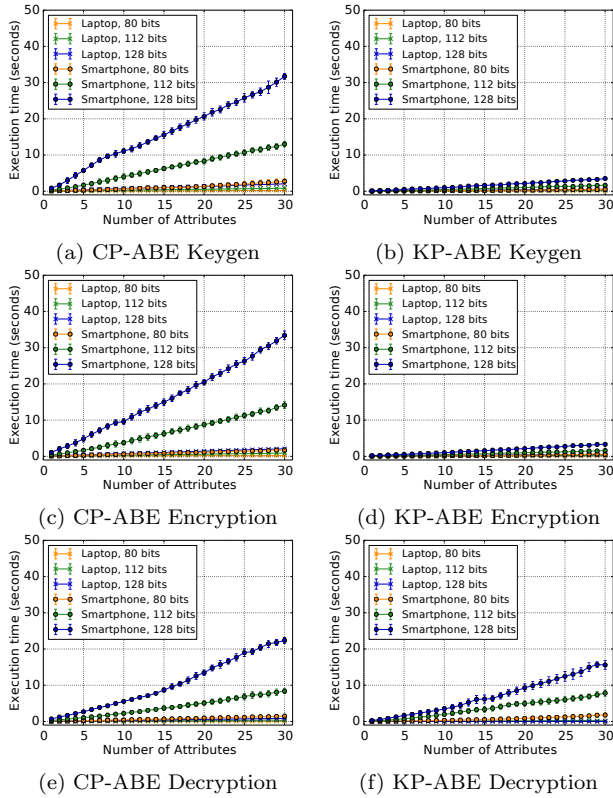 50
40
30
20
10
0
Execution time (seconds)
Laptop, 80 bits
Laptop, 112 bits
Laptop, 128 bits
Smartphone, 80 bits
Smartphone, 112 bits
Smartphone, 128 bits
0 5 10 15 20 25 30
Number of Attributes
(a) CP-ABE Keygen
50
40
30
20
10
0
Execution time (seconds)
Laptop, 80 bits
Laptop, 112 bits
Laptop, 128 bits
Smartphone, 80 bits
Smartphone, 112 bits
Smartphone, 128 bits
0 5 10 15 20 25 30
Number of Attributes
(b) KP-ABE Keygen
50
40
30
20
10
0
Execution time (seconds)
Laptop, 80 bits
Laptop, 112 bits
Laptop, 128 bits
Smartphone, 80 bits
Smartphone, 112 bits
Smartphone, 128 bits
0 5 10 15 20 25 30
Number of Attributes
(c) CP-ABE Encryption
50
40
30
20
10
0
Execution time (seconds)
Laptop, 80 bits
Laptop, 112 bits
Laptop, 128 bits
Smartphone, 80 bits
Smartphone, 112 bits
Smartphone, 128 bits
0 5 10 15 20 25 30
Number of Attributes
(d) KP-ABE Encryption
50
40
30
20
10
0
Execution time (seconds)
Laptop, 80 bits
Laptop, 112 bits
Laptop, 128 bits
Smartphone, 80 bits
Smartphone, 112 bits
Smartphone, 128 bits
0 5 10 15 20 25 30
Number of Attributes
(e) CP-ABE Decryption
50
40
30
20
10
0
Execution time (seconds)
Laptop, 80 bits
Laptop, 112 bits
Laptop, 128 bits
Smartphone, 80 bits
Smartphone, 112 bits
Smartphone, 128 bits
0 5 10 15 20 25 30
Number of Attributes
(f) KP-ABE Decryption